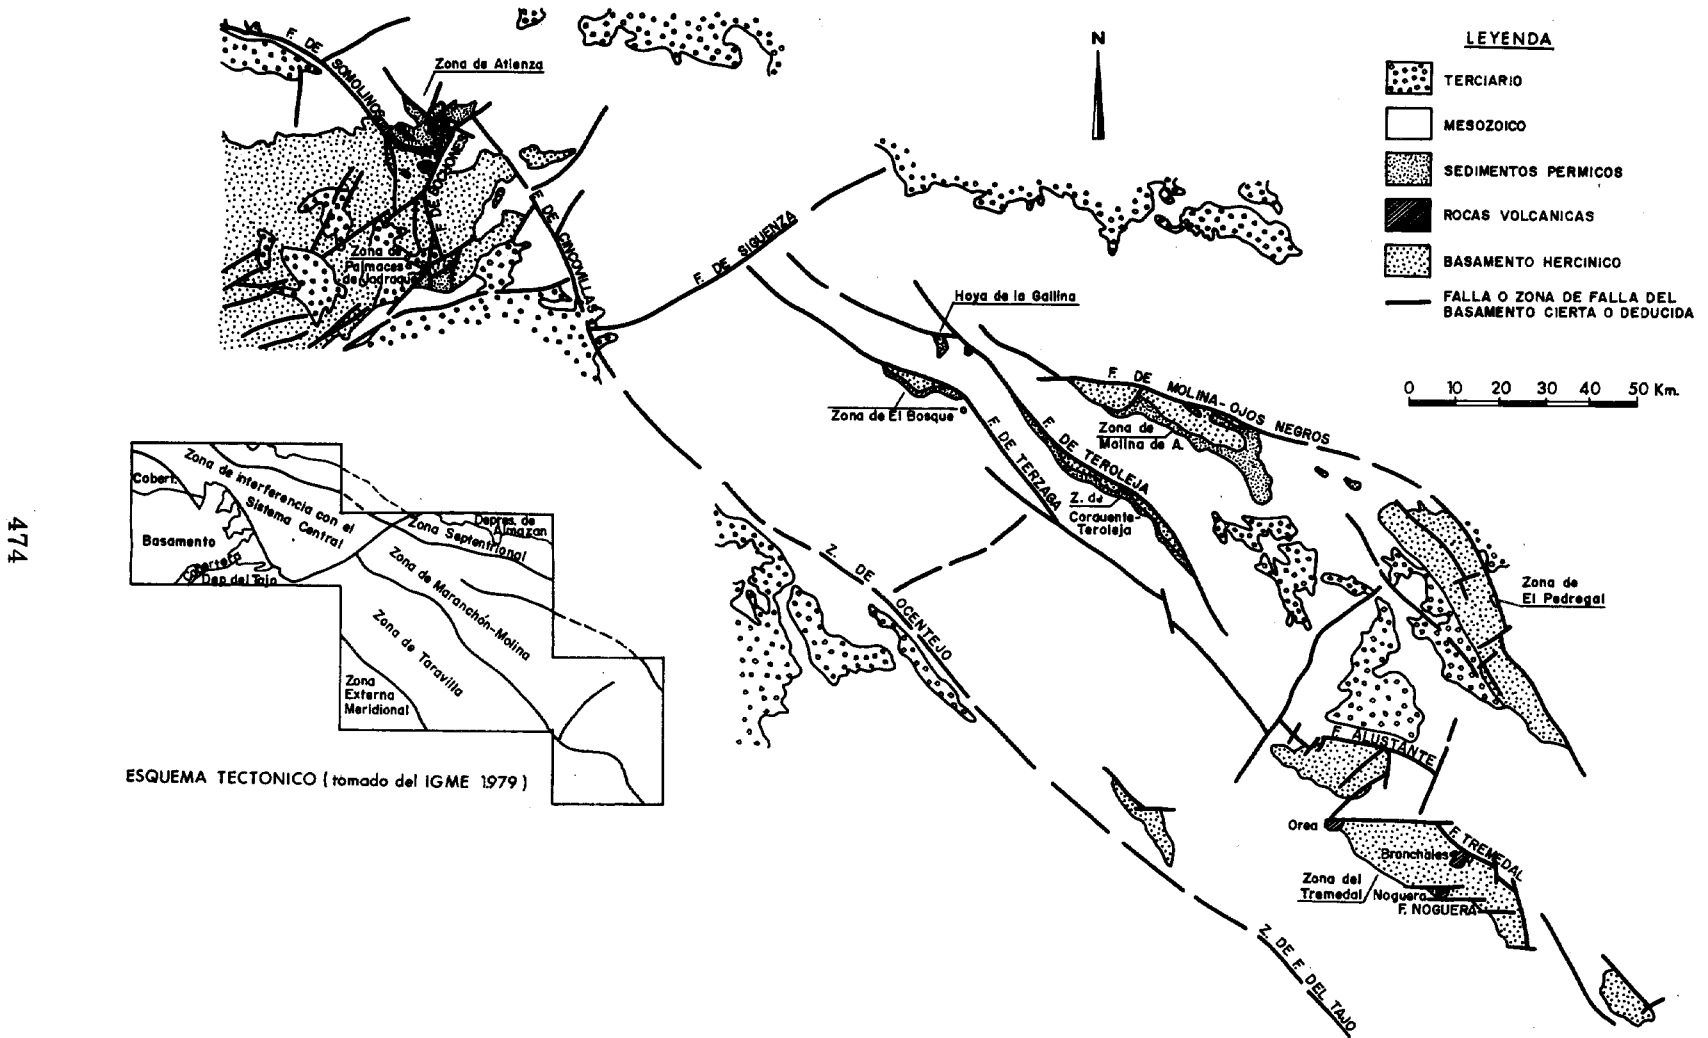 F. DE SOMOLINOS
Zona de Atienza
F. DE BOCHONES
F. DE CINCOVILLAS
Zona de
Palmaces
de Jadraque
F. DE SIGUENZA
N
LEYENDA
TERCIARIO
MESOZOICO
SEDIMENTOS PERMICOS
ROCAS VOLCANICAS
BASAMENTO HERCINICO
FALLA O ZONA DE FALLA DEL
BASAMENTO CIERTA O DEDUCIDA
0 10 20 30 40 50 Km.
Hoya de la Gallina
Zona de El Bosque
F. DE MOLINA-OJOS NEGROS
Zona de
Molina de A.
F. DE TEROLEJA
F. DE TERZAGA
Z. de
Corduente-
Teroleja
Zona de
El Pedregal
Z. DE OCENTEJO
F. ALUSTANTE
Orea
F. TREMEDAL
Bronchales
Zona del
Tremedal
Noguera
F. NOGUERA
Z. DE F. DEL TAJO
Cobert.
Zona de interferencia con el
Sistema Central
Basamento
Cobert.
Dep. del Tajo
Zona Septentrional
Depres. de
Almazan
Zona de Maranchón-Molina
Zona de Taravilla
Zona
Externa
Meridional
ESQUEMA TECTONICO (tomado del IGME 1979)
474